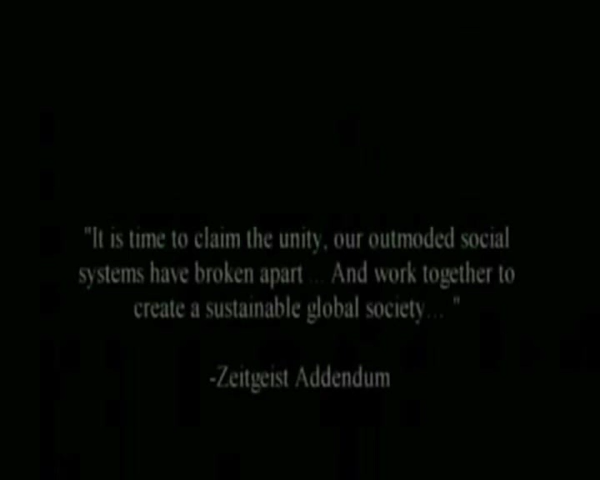 "It is time to claim the unity, our outmoded social
systems have broken apart ... And work together to
create a sustainable global society... "
-Zeitgeist Addendum